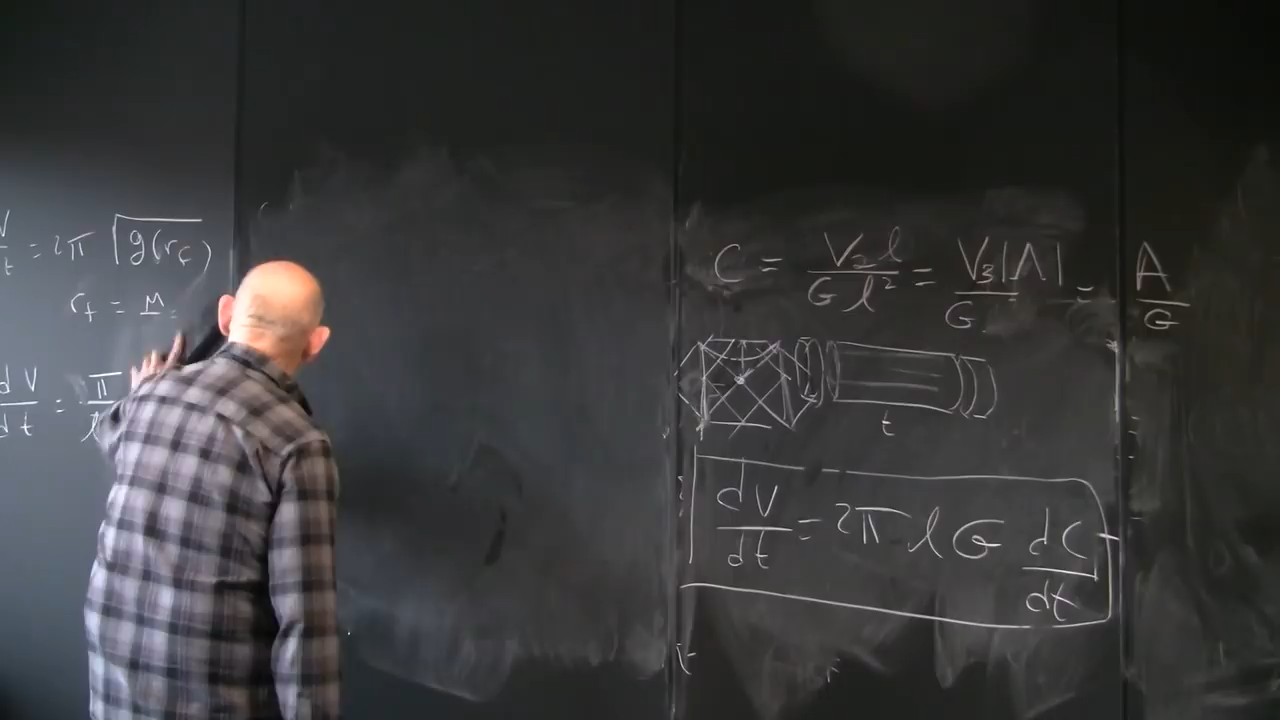 V/t = 2π √g(r_f)
r_f = μ
dV/dt = π/l
C = V₂l/Gl² = V₃|Λ|/G = A/G
t
dV/dt = 2π l G dC/dt